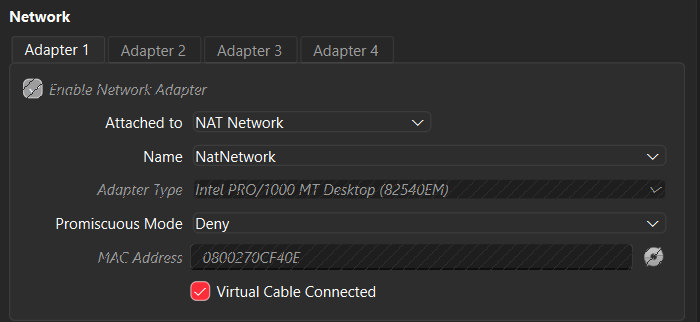 Network
Adapter 1 Adapter 2 Adapter 3 Adapter 4
Enable Network Adapter
Attached to NAT Network
Name NatNetwork
Adapter Type Intel PRO/1000 MT Desktop (82540EM)
Promiscuous Mode Deny
MAC Address 0800270CF40E
Virtual Cable Connected